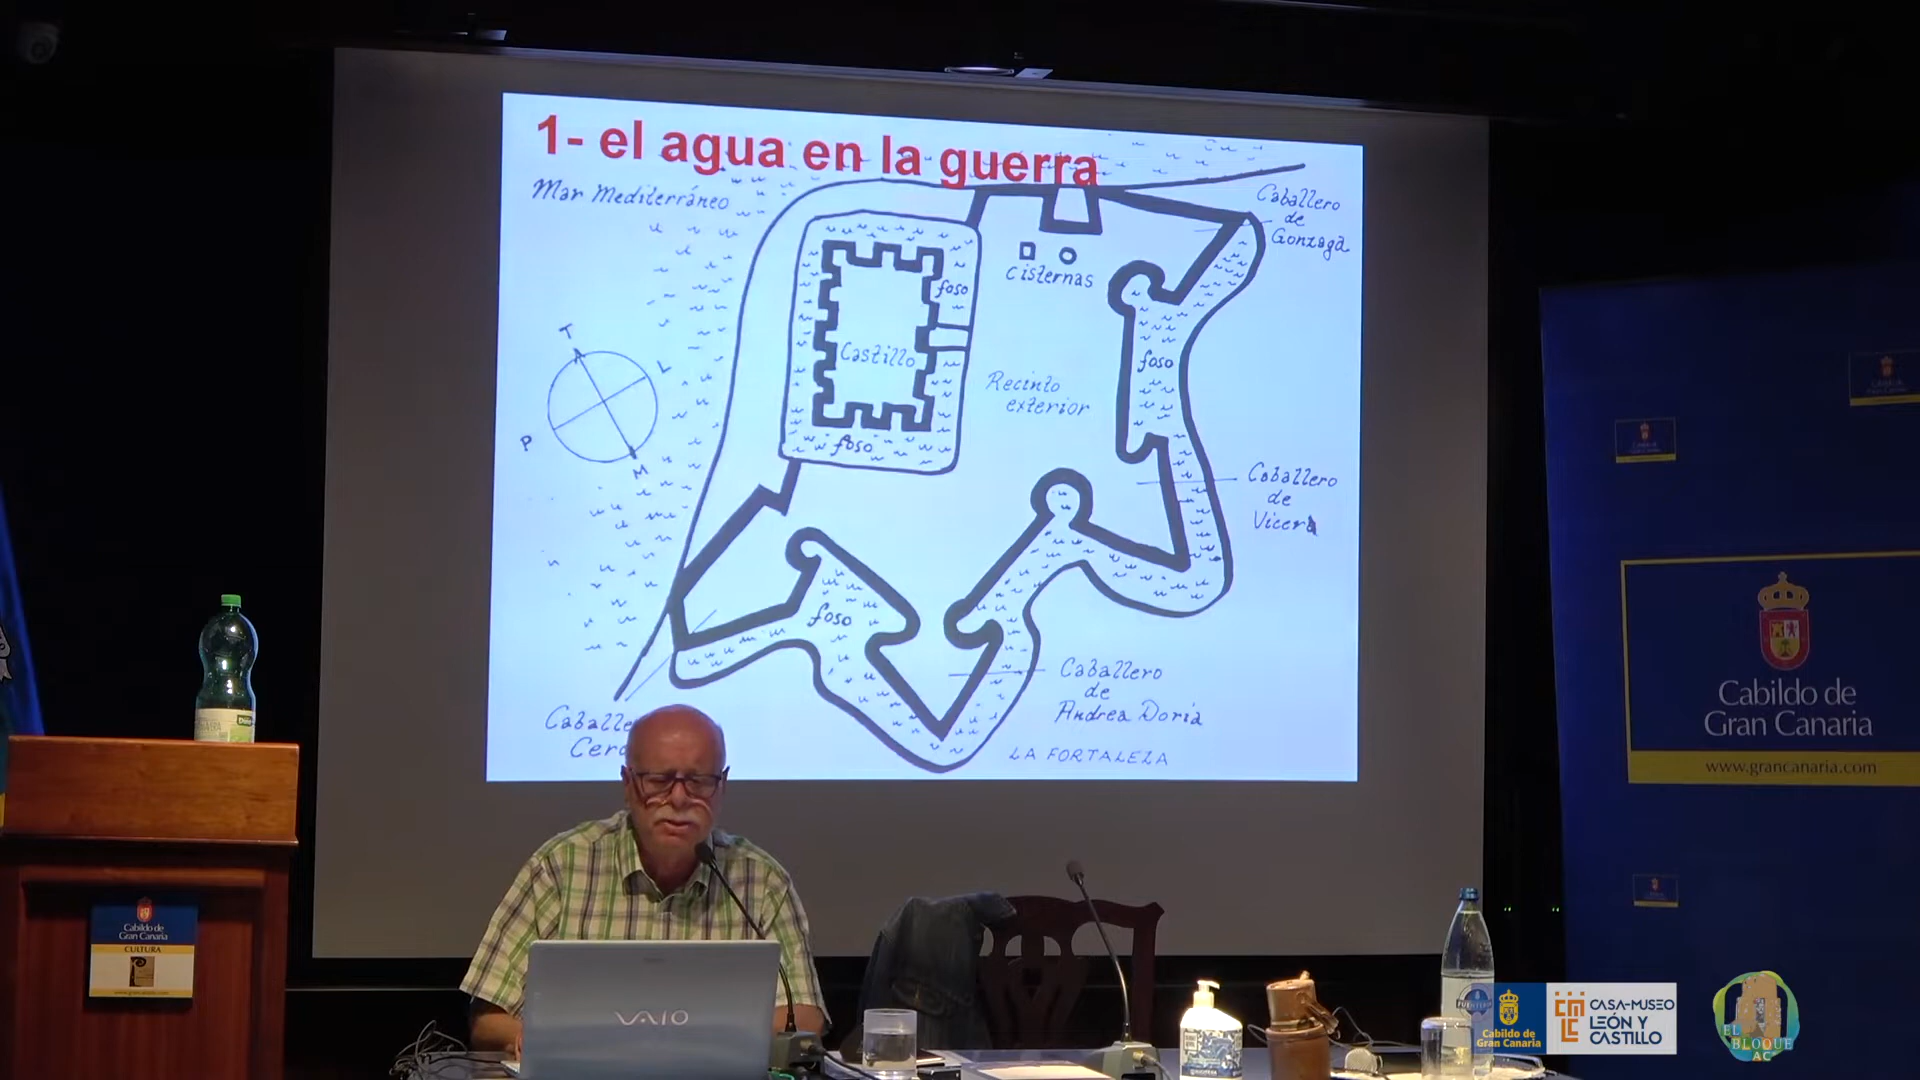 1- el agua en la guerra
Mar Mediterráneo
Caballero
de
Gonzaga
cisternas
foso
Castillo
foso
Recinto
exterior
foso
T
L
P
M
Caballero
de
foso
Caballero
de
Andrea Doria
LA FORTALEZA
Cabildo de
Gran Canaria
www.grancanaria.com
Cabildo de
Gran Canaria
CULTURA
VAIO
Cabildo de
Gran Canaria
CASA-MUSEO
LEÓN Y
CASTILLO
EL
BLOQUE
AC